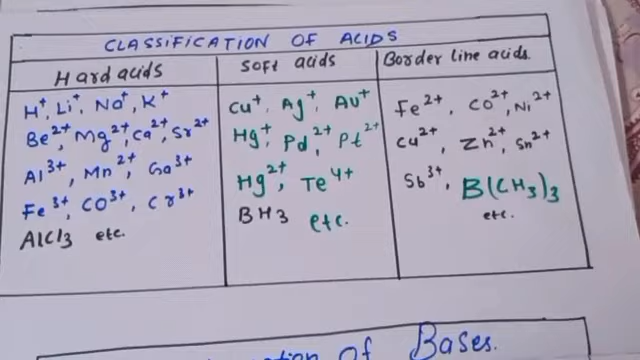 CLASSIFICATION OF ACIDS
Hard acids
H⁺, Li⁺, Na⁺, K⁺
Be²⁺, Mg²⁺, Ca²⁺, Sr²⁺
Al³⁺, Mn²⁺, Ga³⁺
Fe³⁺, CO³⁺, Cr³⁺
AlCl3 etc.
Soft acids
Cu⁺, Ag⁺, Au⁺
Hg⁺, Pd²⁺, Pt²⁺
Hg²⁺, Te⁴⁺
BH3 etc.
Border line acids.
Fe²⁺, CO²⁺, Ni²⁺
Cu²⁺, Zn²⁺, Sn²⁺
Sb³⁺, B(CH3)3
etc.
of Bases.